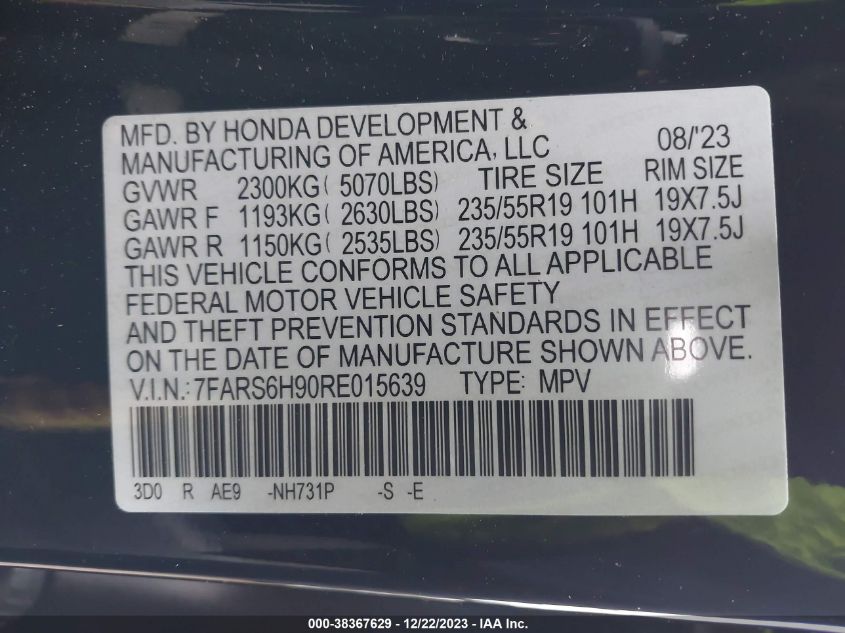 MFD. BY HONDA DEVELOPMENT & 08/'23
MANUFACTURING OF AMERICA, LLC
GVWR 2300KG( 5070LBS) TIRE SIZE RIM SIZE
GAWR F 1193KG( 2630LBS) 235/55R19 101H 19X7.5J
GAWR R 1150KG( 2535LBS) 235/55R19 101H 19X7.5J
THIS VEHICLE CONFORMS TO ALL APPLICABLE
FEDERAL MOTOR VEHICLE SAFETY
AND THEFT PREVENTION STANDARDS IN EFFECT
ON THE DATE OF MANUFACTURE SHOWN ABOVE.
V.I.N.: 7FARS6H90RE015639 TYPE: MPV
3D0 R AE9 -NH731P -S -E
000-38367629 - 12/22/2023 - IAA Inc.